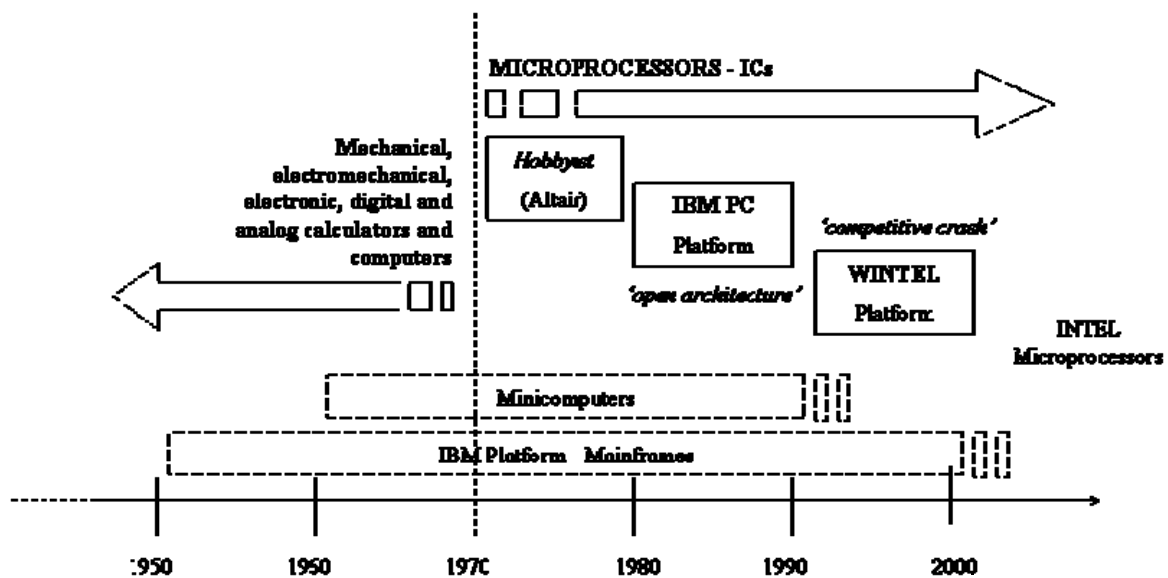 MICROPROCESSORS - ICs
Mechanical,
electromechanical,
electronic, digital and
analog calculators and
computers
Hobbyst
(Altair)
IBM PC
Platform
'open architecture'
'competitive crash'
WINTEL
Platform
INTEL
Microprocessors
Minicomputers
IBM Platform Mainframes
1950 1960 1970 1980 1990 2000